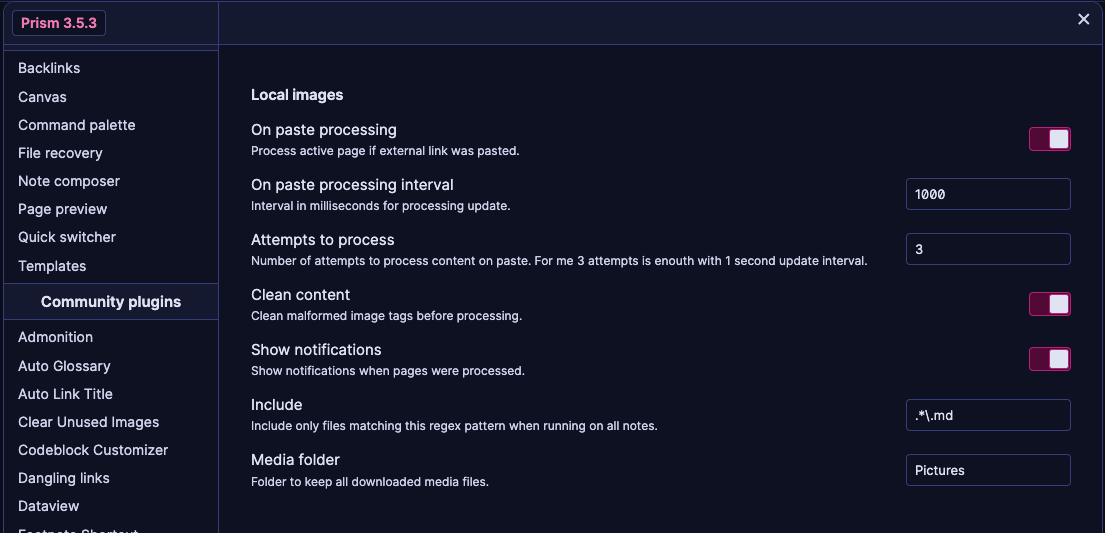 Prism 3.5.3
Backlinks
Canvas
Command palette
File recovery
Note composer
Page preview
Quick switcher
Templates
Community plugins
Admonition
Auto Glossary
Auto Link Title
Clear Unused Images
Codeblock Customizer
Dangling links
Dataview
Footnote Shortcut
Local images
On paste processing
Process active page if external link was pasted.
On paste processing interval
Interval in milliseconds for processing update.
1000
Attempts to process
Number of attempts to process content on paste. For me 3 attempts is enouth with 1 second update interval.
3
Clean content
Clean malformed image tags before processing.
Show notifications
Show notifications when pages were processed.
Include
Include only files matching this regex pattern when running on all notes.
.*\.md
Media folder
Folder to keep all downloaded media files.
Pictures